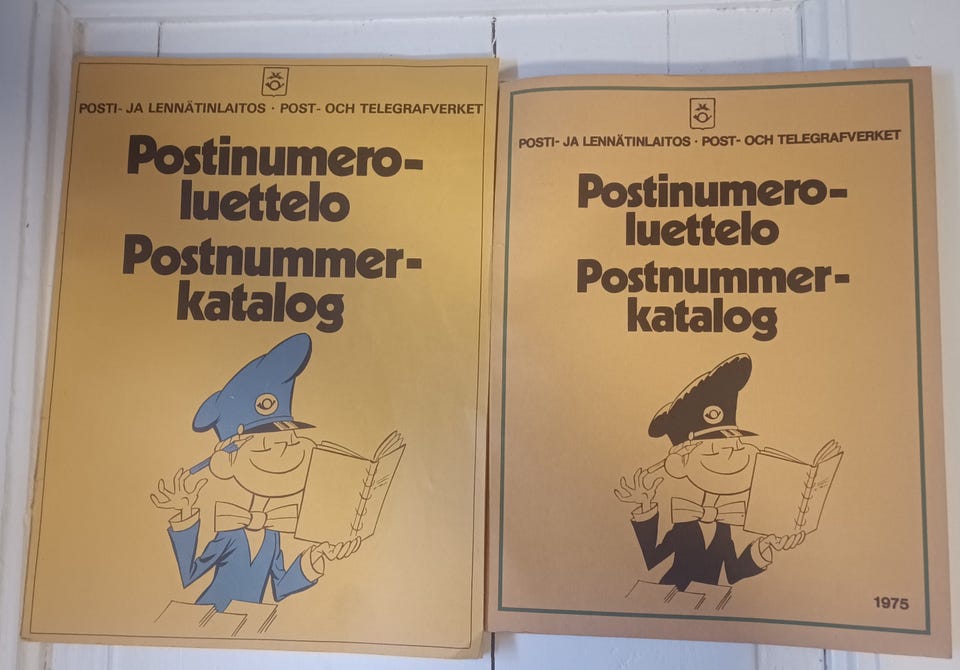 POSTI- JA LENNÄTINLAITOS · POST- OCH TELEGRAFVERKET
Postinumero-
luettelo
Postnummer-
katalog
POSTI- JA LENNÄTINLAITOS · POST- OCH TELEGRAFVERKET
Postinumero-
luettelo
Postnummer-
katalog
1975